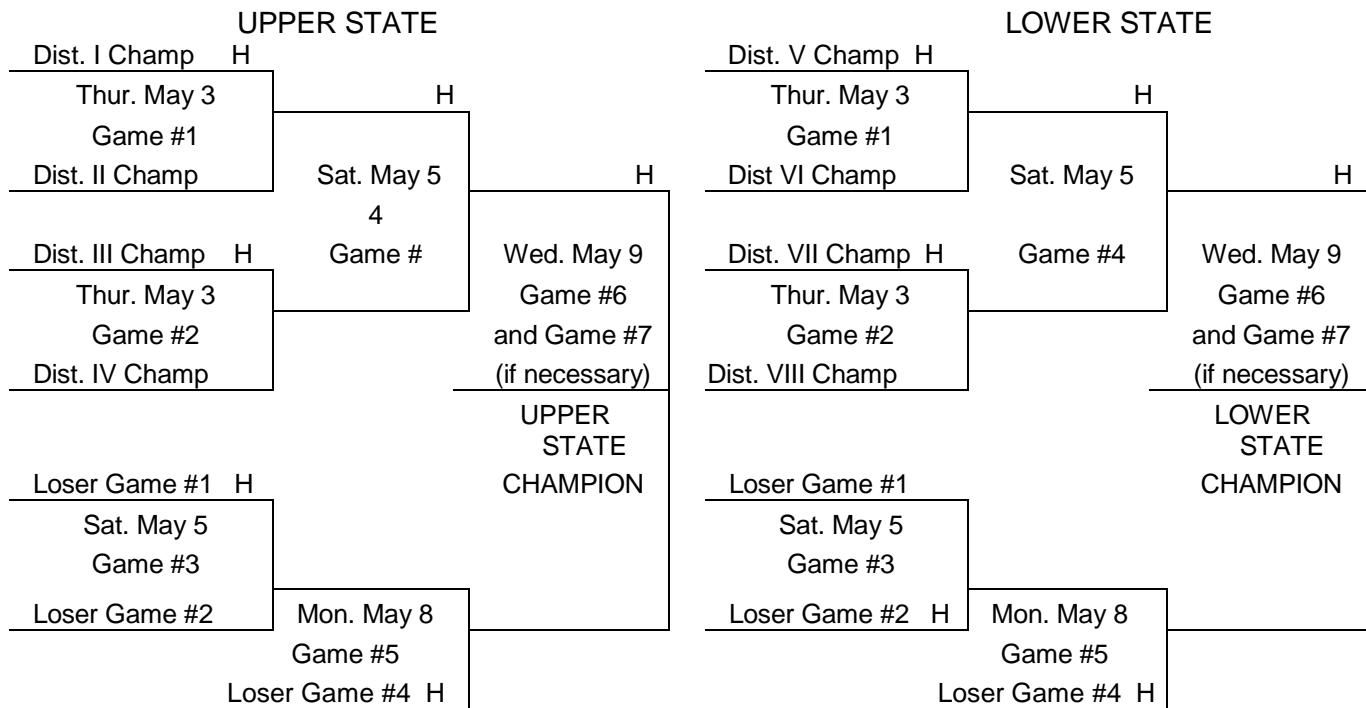 UPPER STATE
Dist. I Champ H
Thur. May 3
H
Game #1
Dist. II Champ
Sat. May 5
H
4
Dist. III Champ H
Game #
Wed. May 9
Thur. May 3
Game #6
Game #2
and Game #7
Dist. IV Champ
(if necessary)
UPPER
STATE
CHAMPION
Loser Game #1 H
Sat. May 5
Game #3
Loser Game #2
Mon. May 8
Game #5
Loser Game #4 H
LOWER STATE
Dist. V Champ H
Thur. May 3
H
Game #1
Dist VI Champ
Sat. May 5
H
Dist. VII Champ H
Game #4
Wed. May 9
Thur. May 3
Game #6
Game #2
and Game #7
Dist. VIII Champ
(if necessary)
LOWER
STATE
CHAMPION
Loser Game #1
Sat. May 5
Game #3
Loser Game #2 H
Mon. May 8
Game #5
Loser Game #4 H